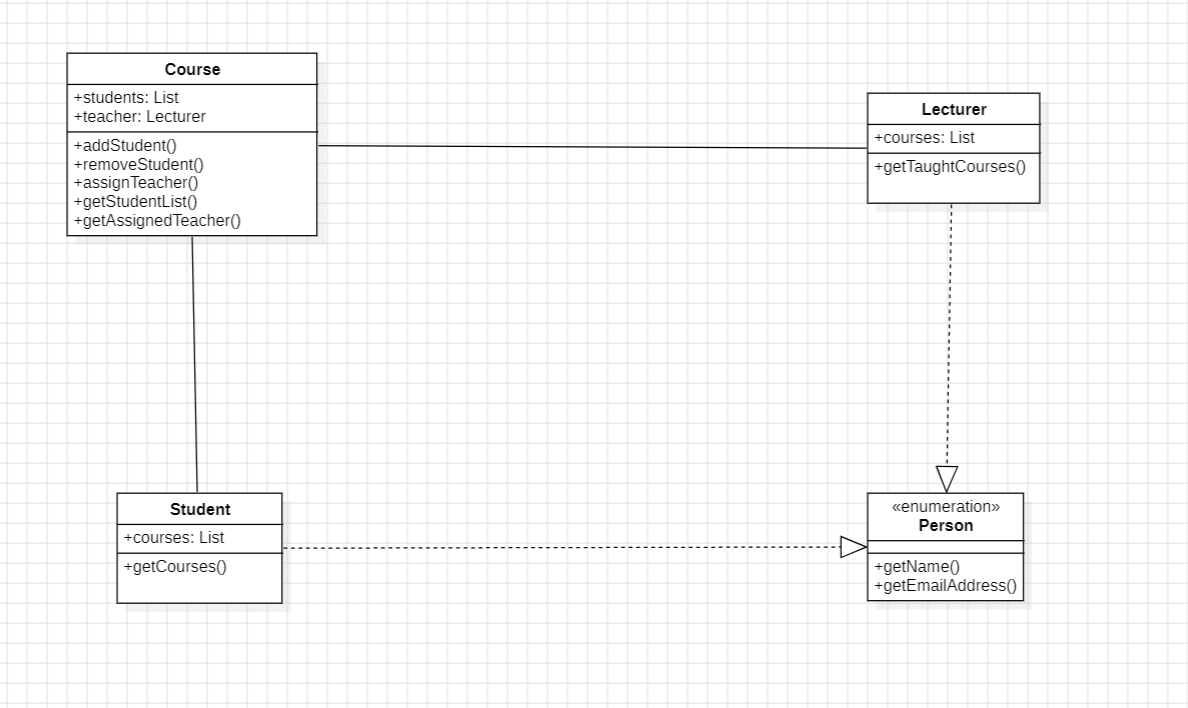 Course
+students: List
+teacher: Lecturer
+addStudent()
+removeStudent()
+assignTeacher()
+getStudentList()
+getAssignedTeacher()
Lecturer
+courses: List
+getTaughtCourses()
Student
+courses: List
+getCourses()
«enumeration»
Person
+getName()
+getEmailAddress()